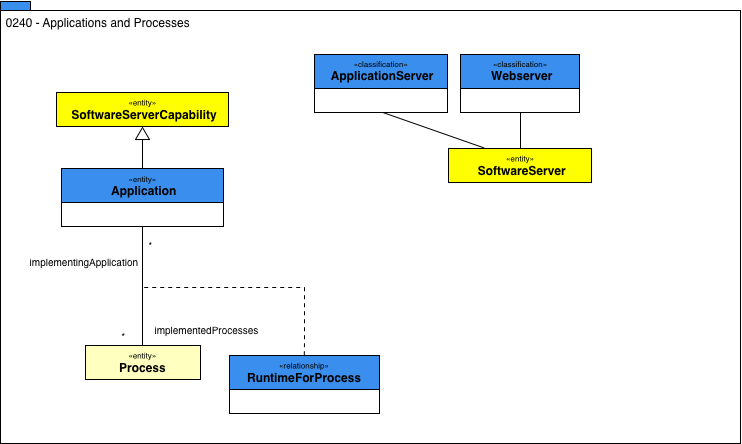 0240 - Applications and Processes
«classification»
ApplicationServer
«classification»
Webserver
«entity»
SoftwareServerCapability
«entity»
SoftwareServer
«entity»
Application
*
implementingApplication
*
implementedProcesses
«entity»
Process
«relationship»
RuntimeForProcess